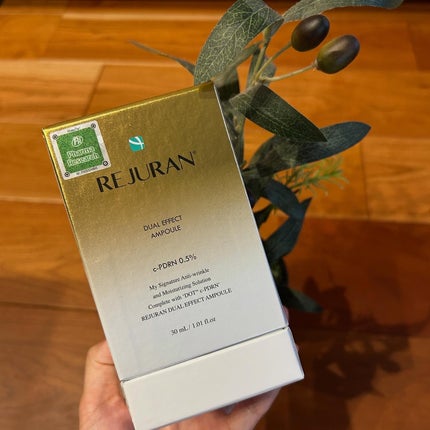 Pharma
Research
REJURAN®
DUAL EFFECT
AMPOULE
c-PDRN 0.5%
My Signature Anti-wrinkle
and Moisturizing Solution
Complete with "DOT™ c-PDRN"
REJURAN DUAL EFFECT AMPOULE
30 mL / 1.01 fl.oz